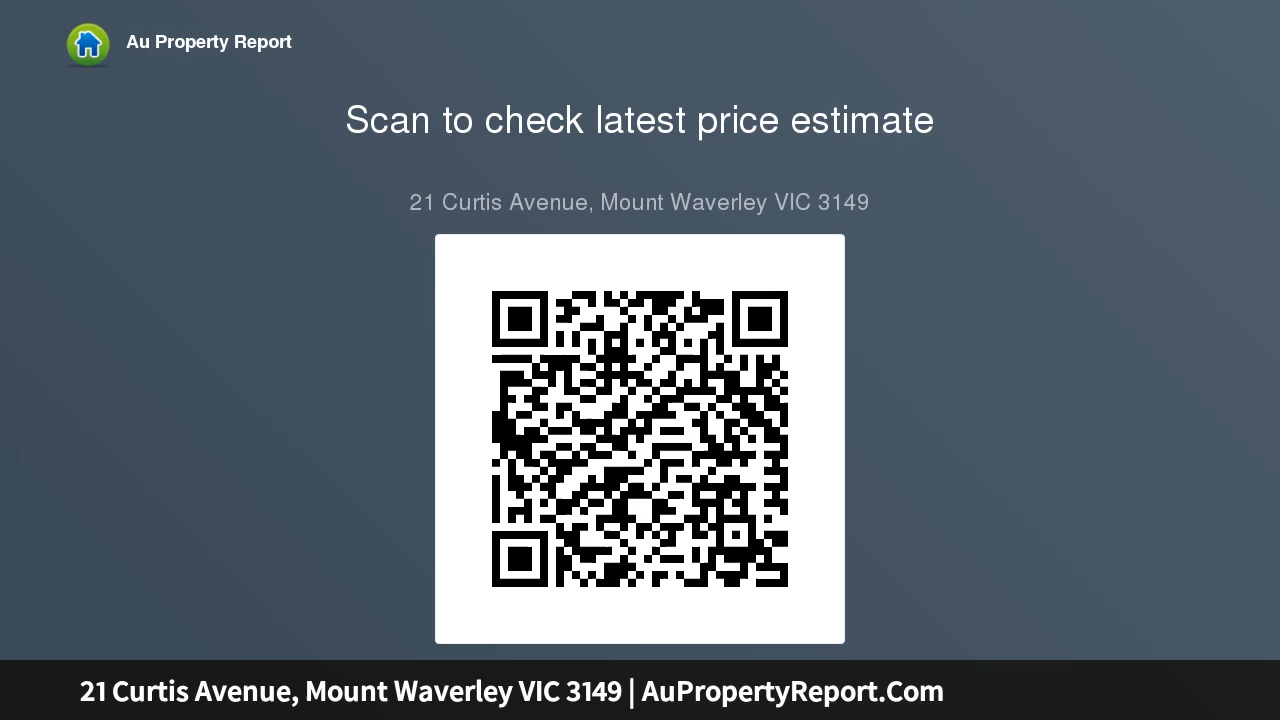 Au Property Report
Scan to check latest price estimate
21 Curtis Avenue, Mount Waverley VIC 3149
21 Curtis Avenue, Mount Waverley VIC 3149 | AuPropertyReport.Com